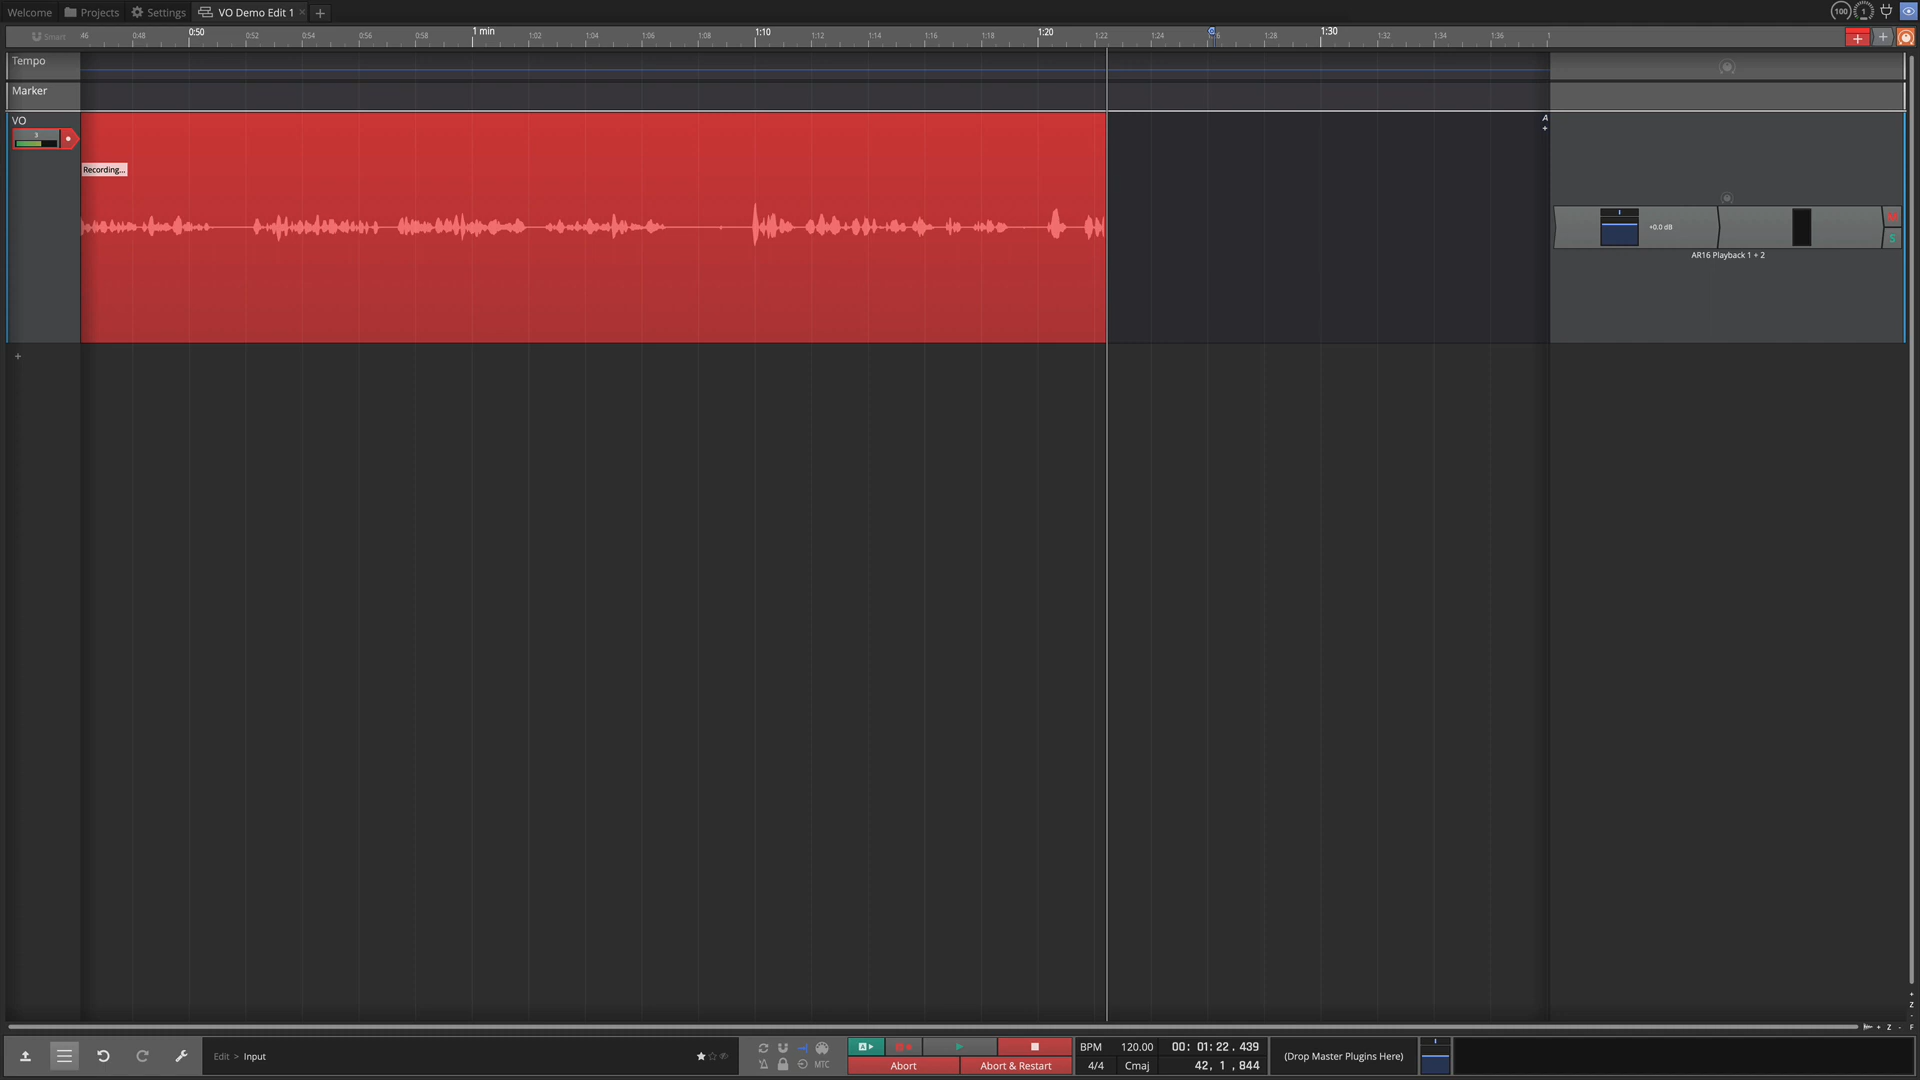 Welcome Projects Settings VO Demo Edit 1 × +
100 1
Smart 46 0:48 0:50 0:52 0:54 0:56 0:58 1 min 1:02 1:04 1:06 1:08 1:10 1:12 1:14 1:16 1:18 1:20 1:22 1:24 1:28 1:30 1:32 1:34 1:36 1
Tempo
Marker
VO
A
3
Recording...
M
+0.0 dB
S
AR16 Playback 1 + 2
+
Z
Z F
Edit > Input
A
BPM 120.00 00: 01: 22 . 439
(Drop Master Plugins Here)
MTC Abort Abort & Restart 4/4 Cmaj 42, 1 , 844